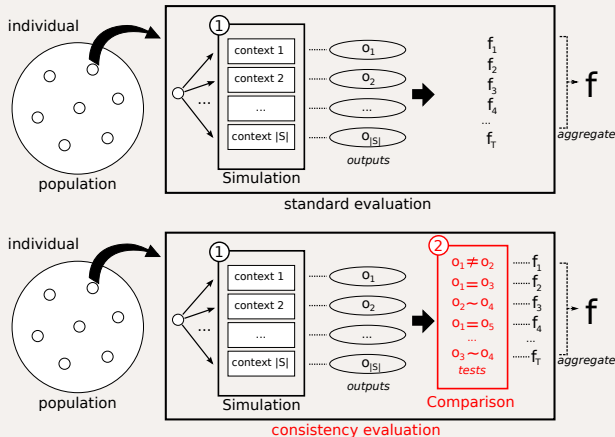 individual
population
1
context 1
context 2
...
...
context |S|
Simulation
o1
o2
...
o|S|
outputs
f1
f2
f3
f4
...
fT
f
aggregate
standard evaluation
individual
population
1
context 1
context 2
...
...
context |S|
Simulation
o1
o2
...
o|S|
outputs
2
o1≠o2
o1=o3
o2~o4
o1=o5
...
o3~o4
tests
Comparison
f1
f2
f3
f4
...
fT
f
aggregate
consistency evaluation